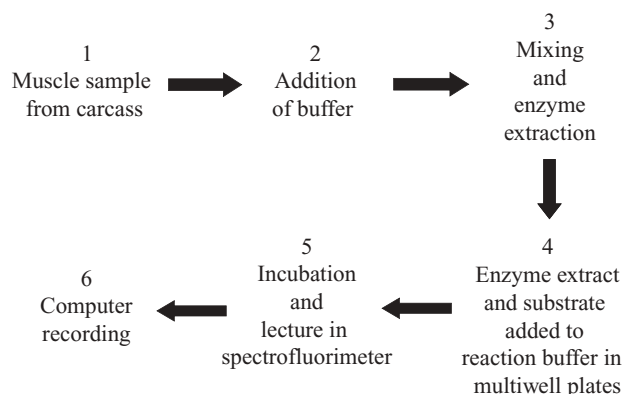 1
Muscle sample
from carcass
2
Addition
of buffer
3
Mixing
and
enzyme
extraction
4
Enzyme extract
and substrate
added to
reaction buffer in
multiwell plates
5
Incubation
and
lecture in
spectrofluorimeter
6
Computer
recording